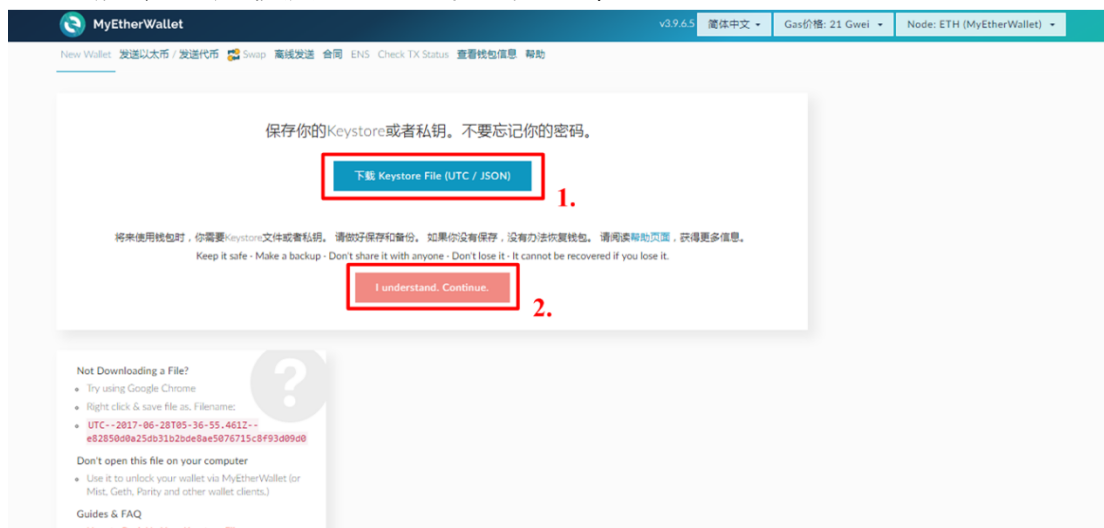 MyEtherWallet
v3.9.6.5 简体中文 Gas价格: 21 Gwei Node: ETH (MyEtherWallet)
New Wallet 发送以太币 / 发送代币 Swap 离线发送 合同 ENS Check TX Status 查看钱包信息 帮助
保存你的Keystore或者私钥。不要忘记你的密码。
下载 Keystore File (UTC / JSON)
1.
将来使用钱包时，你需要Keystore文件或者私钥。 请做好保存和备份。 如果你没有保存，没有办法恢复钱包。 请阅读帮助页面，获得更多信息。
Keep it safe - Make a backup - Don't share it with anyone - Don't lose it - It cannot be recovered if you lose it.
I understand. Continue.
2.
Not Downloading a File?
Try using Google Chrome
Right click & save file as. Filename:
UTC--2017-06-28T05-36-55.461Z--
e82850d0a25db31b2bde8ae5076715c8f93d09d0
Don't open this file on your computer
Use it to unlock your wallet via MyEtherWallet (or
Mist, Geth, Parity and other wallet clients.)
Guides & FAQ